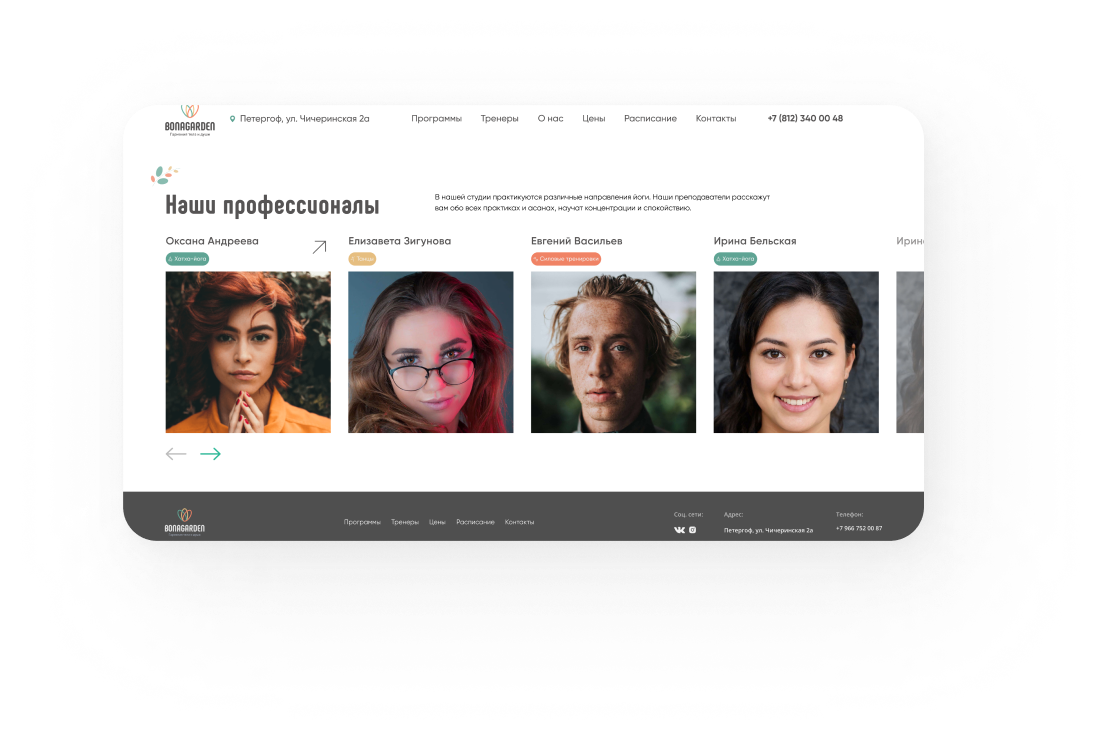 BONAGARDEN
Гармония тела и души
Петергоф, ул. Чичеринская 2а
Программы Тренеры О нас Цены Расписание Контакты
+7 (812) 340 00 48
Наши профессионалы
В нашей студии практикуются различные направления йоги. Наши преподаватели расскажут
вам обо всех практиках и асанах, научат концентрации и спокойствию.
Оксана Андреева
Хатха-йога
Елизавета Зигунова
Танцы
Евгений Васильев
Силовые тренировки
Ирина Бельская
Хатха-йога
Ирин
BONAGARDEN
Гармония тела и души
Программы Тренеры Цены Расписание Контакты
Соц. сети:
Адрес:
Петергоф, ул. Чичеринская 2а
Телефон:
+7 966 752 00 87